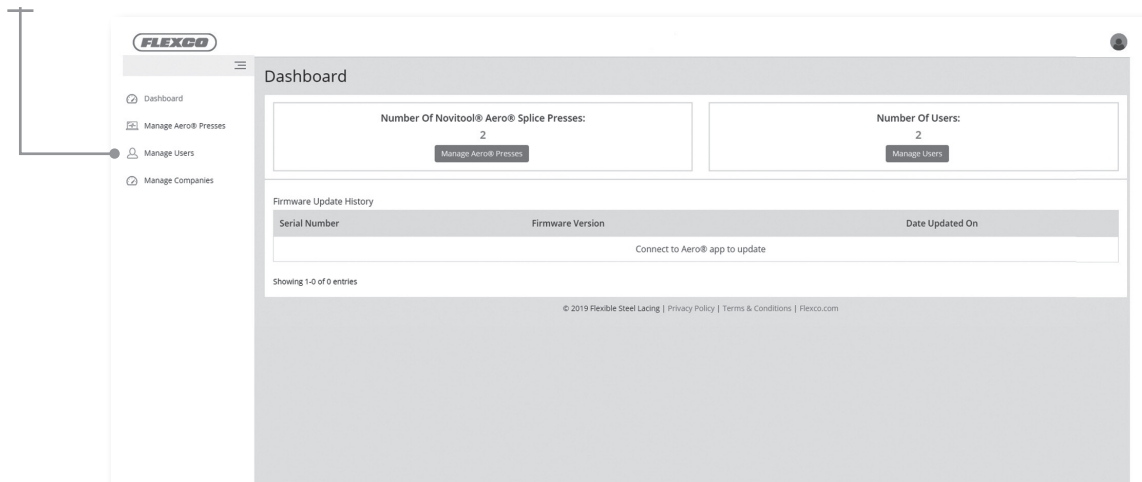 FLEXCO
Dashboard
Dashboard
Manage Aero® Presses
Manage Users
Manage Companies
Number Of Novitool® Aero® Splice Presses:
2
Manage Aero® Presses
Number Of Users:
2
Manage Users
Firmware Update History
Serial Number Firmware Version Date Updated On
Connect to Aero® app to update
Showing 1-0 of 0 entries
© 2019 Flexible Steel Lacing | Privacy Policy | Terms & Conditions | Flexco.com